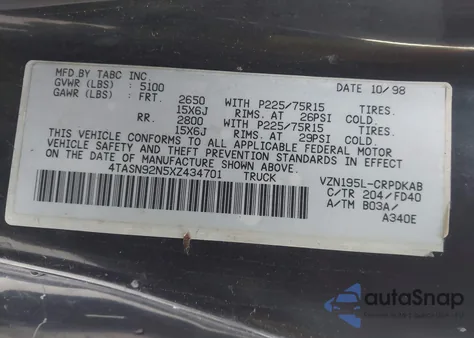 MFD BY TABC INC. DATE 10/98
GVWR (LBS) : 5100
GAWR (LBS) : FRT. 2650 WITH P225/75R15 TIRES.
15X6J RIMS. AT 26PSI COLD.
RR. 2800 WITH P225/75R15 TIRES.
15X6J RIMS. AT 29PSI COLD.
THIS VEHICLE CONFORMS TO ALL APPLICABLE FEDERAL MOTOR
VEHICLE SAFETY AND THEFT PREVENTION STANDARDS IN EFFECT
ON THE DATE OF MANUFACTURE SHOWN ABOVE.
4TASN92N5XZ434701 TRUCK VZN195L-CRPDKAB
C/TR 204/FD40
A/TM B03A/
A340E
autoSnap